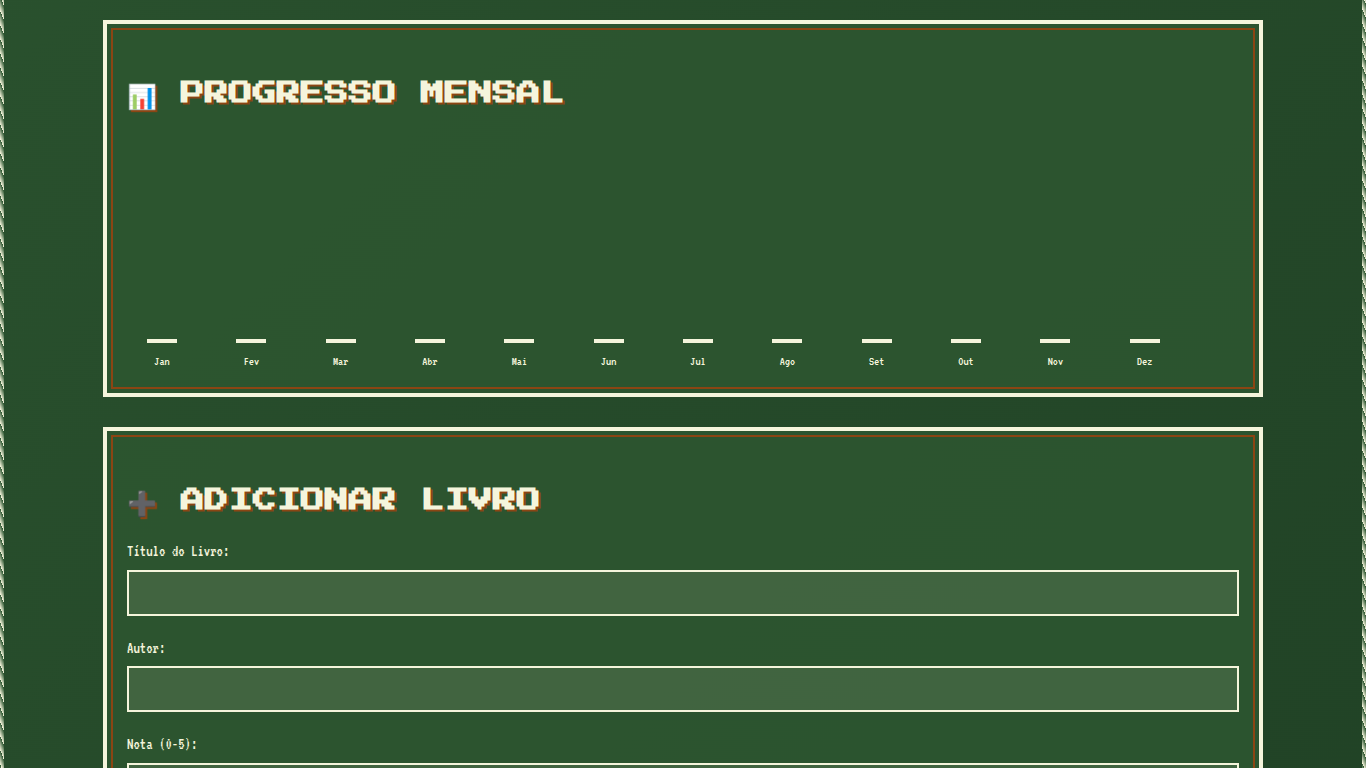 📊 PROGRESSO MENSAL
Jan Fev Mar Abr Mai Jun Jul Ago Set Out Nov Dez
➕ ADICIONAR LIVRO
Título do Livro:
Autor:
Nota (0-5):